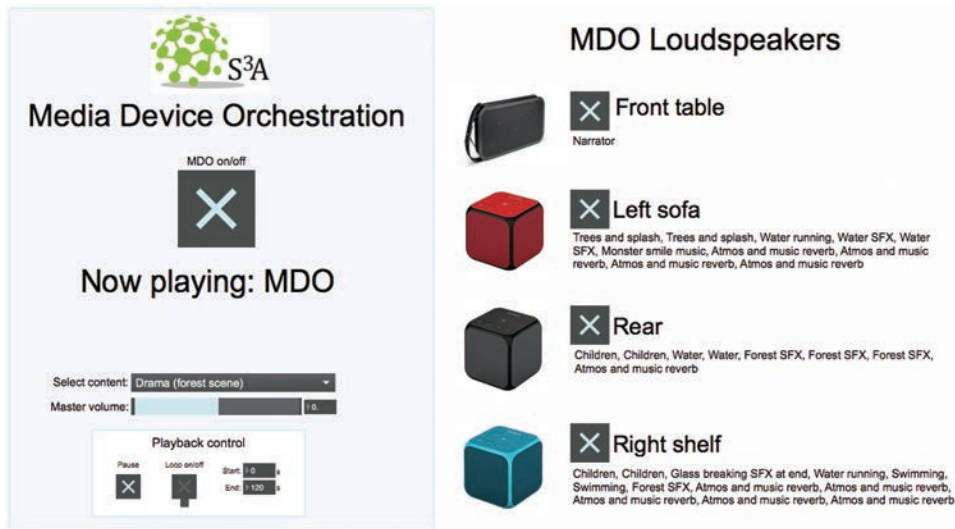 S³A
Media Device Orchestration
MDO on/off
Now playing: MDO
Select content: Drama (forest scene)
Master volume: 0.
Playback control
Pause
Loop on/off
Start: 0 s
End: 120 s
MDO Loudspeakers
Front table
Narrator
Left sofa
Trees and splash, Trees and splash, Water running, Water SFX, Water
SFX, Monster smile music, Atmos and music reverb, Atmos and music
reverb, Atmos and music reverb, Atmos and music reverb
Rear
Children, Children, Water, Water, Forest SFX, Forest SFX, Forest SFX,
Atmos and music reverb
Right shelf
Children, Children, Glass breaking SFX at end, Water running, Swimming,
Swimming, Forest SFX, Atmos and music reverb, Atmos and music reverb,
Atmos and music reverb, Atmos and music reverb, Atmos and music reverb